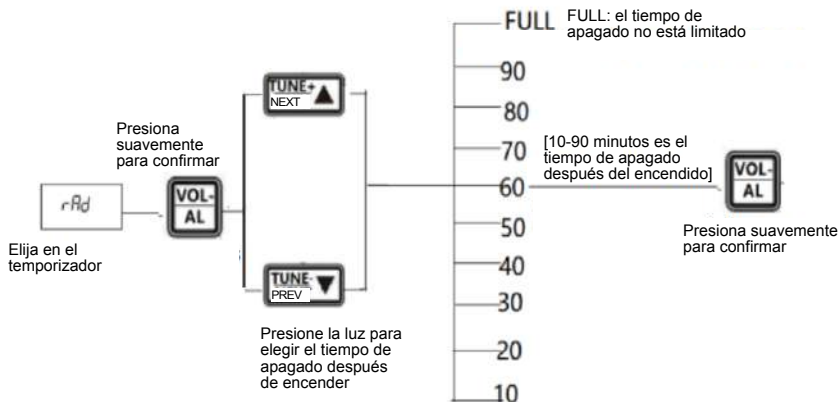 rAd
Elija en el
temporizador
Presiona
suavemente
para confirmar
VOL-
AL
TUNE+
NEXT
TUNE-
PREV
Presione la luz para
elegir el tiempo de
apagado después
de encender
FULL
FULL: el tiempo de
apagado no está limitado
90
80
70
60
50
40
30
20
10
[10-90 minutos es el
tiempo de apagado
después del encendido]
VOL-
AL
Presiona suavemente
para confirmar